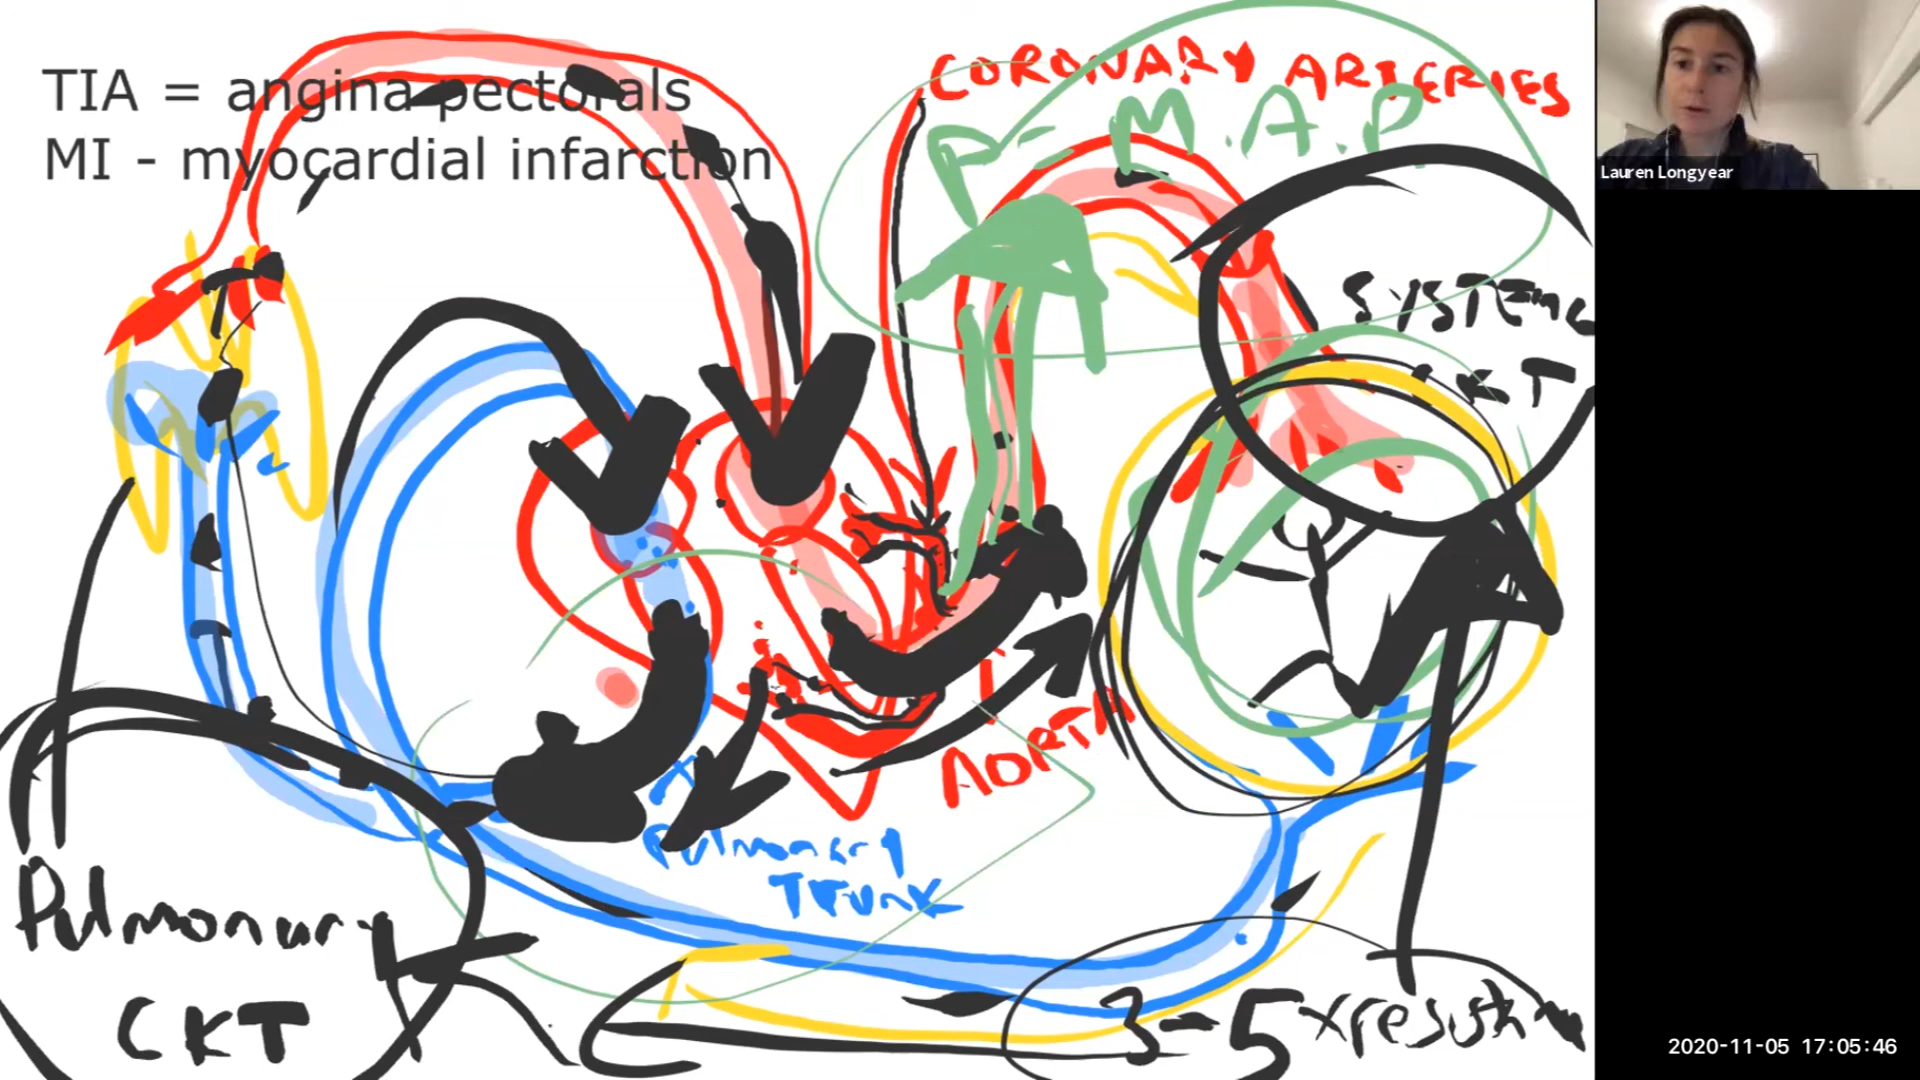 TIA = angina pectorals
MI - myocardial infarction
CORONARY ARTERIES
P = M.A.P.
Lauren Longyear
SYSTEMIC
CKT
AORTA
Pulmonary
Trunk
Pulmonary
CKT
3-5x
2020-11-05 17:05:46